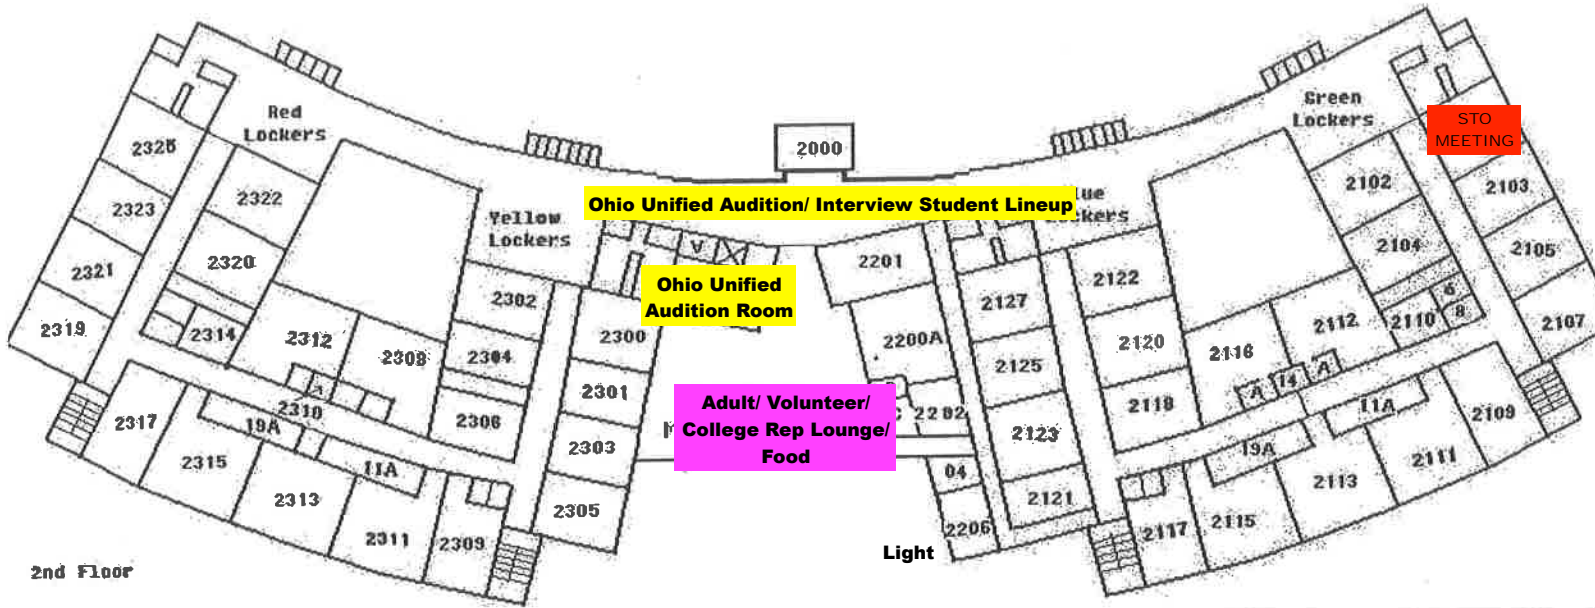 Red
Lockers
Green
Lockers
STO
MEETING
2000
2325
2323
2321
2319
2322
2320
2314
2312
2308
Yellow
Lockers
Ohio Unified Audition/ Interview Student Lineup
Lockers
2102
2103
2104
2105
2107
A
2201
2302
2300
Ohio Unified
Audition Room
2127
2122
2304
2301
2200A
2125
2120
2116
2112
2110
6
8
A
2310
2306
2303
Adult/ Volunteer/
College Rep Lounge/
Food
C
2202
2123
2118
A
14
A
11A
2109
2317
19A
2315
11A
2313
2311
2309
2305
04
2206
2121
2117
2115
19A
2113
2111
Light
2nd Floor